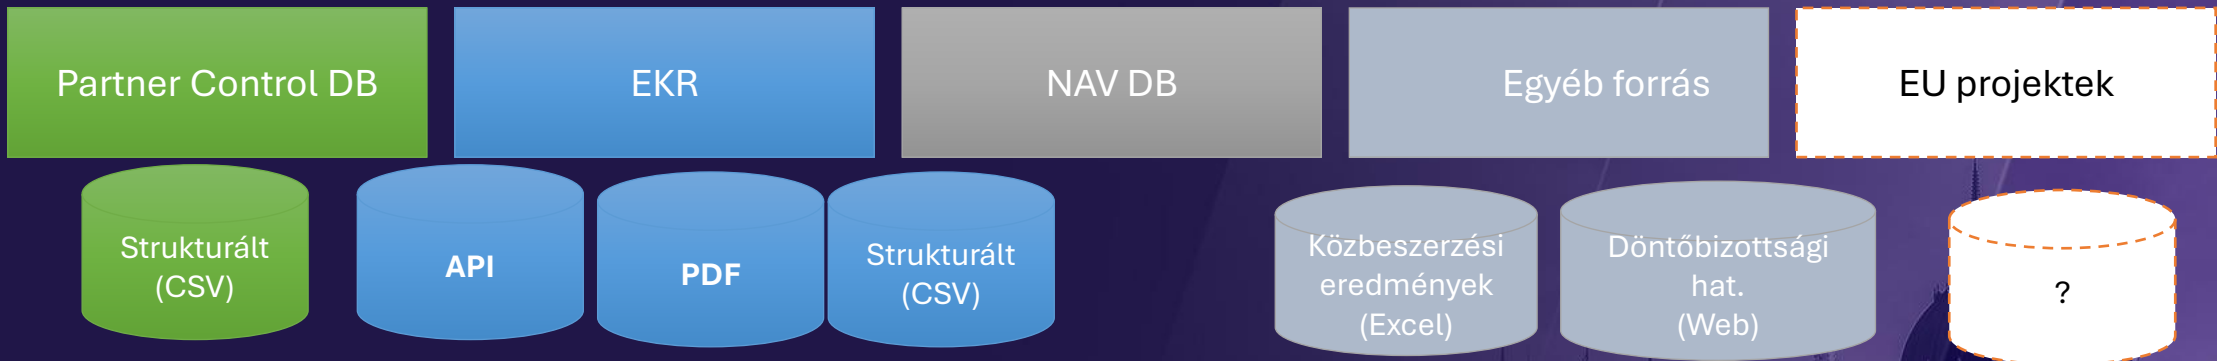 Partner Control DB
EKR
NAV DB
Egyéb forrás
EU projektek
Strukturált
(CSV)
API
PDF
Strukturált
(CSV)
Közbeszerzési
eredmények
(Excel)
Döntőbizottsági
hat.
(Web)
?